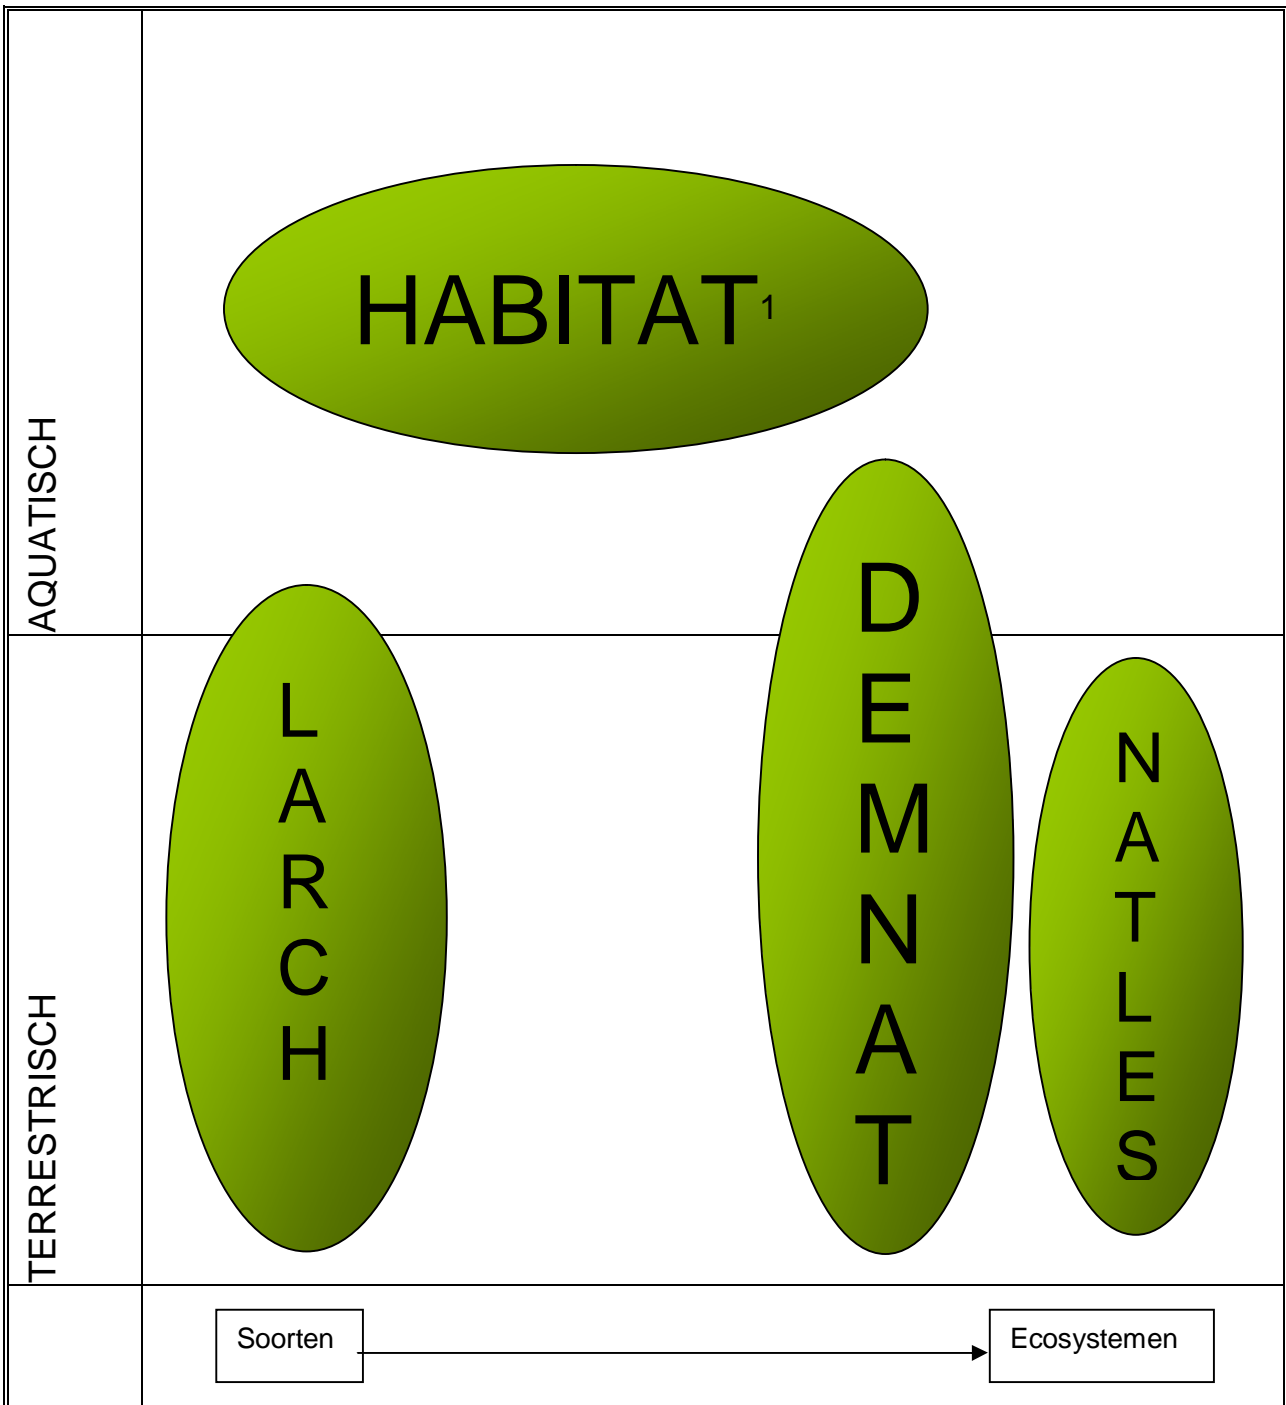 AQUATISCH
HABITAT1
TERRESTRISCH
LARCH
DEMNAT
NATLES
Soorten
Ecosystemen